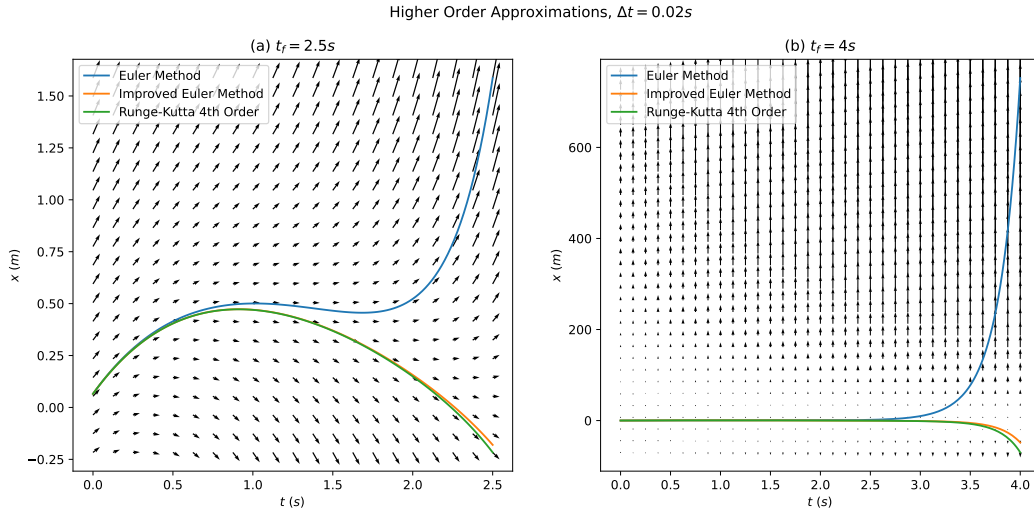 Higher Order Approximations, Δt = 0.02s
(a) t_f = 2.5s
Euler Method
Improved Euler Method
Runge-Kutta 4th Order
1.50
1.25
1.00
0.75
0.50
0.25
0.00
−0.25
x (m)
0.0 0.5 1.0 1.5 2.0 2.5
t (s)
(b) t_f = 4s
Euler Method
Improved Euler Method
Runge-Kutta 4th Order
600
400
200
0
x (m)
0.0 0.5 1.0 1.5 2.0 2.5 3.0 3.5 4.0
t (s)